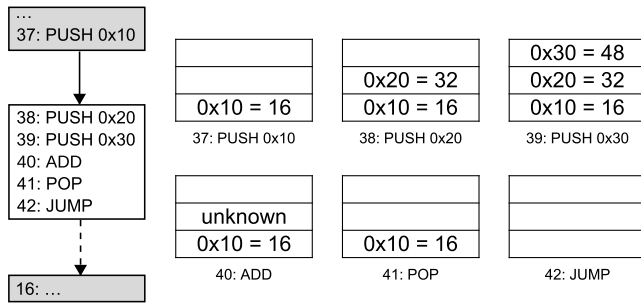 ...
37: PUSH 0x10
38: PUSH 0x20
39: PUSH 0x30
40: ADD
41: POP
42: JUMP
16: ...
0x10 = 16
37: PUSH 0x10
0x20 = 32
0x10 = 16
38: PUSH 0x20
0x30 = 48
0x20 = 32
0x10 = 16
39: PUSH 0x30
unknown
0x10 = 16
40: ADD
0x10 = 16
41: POP
42: JUMP